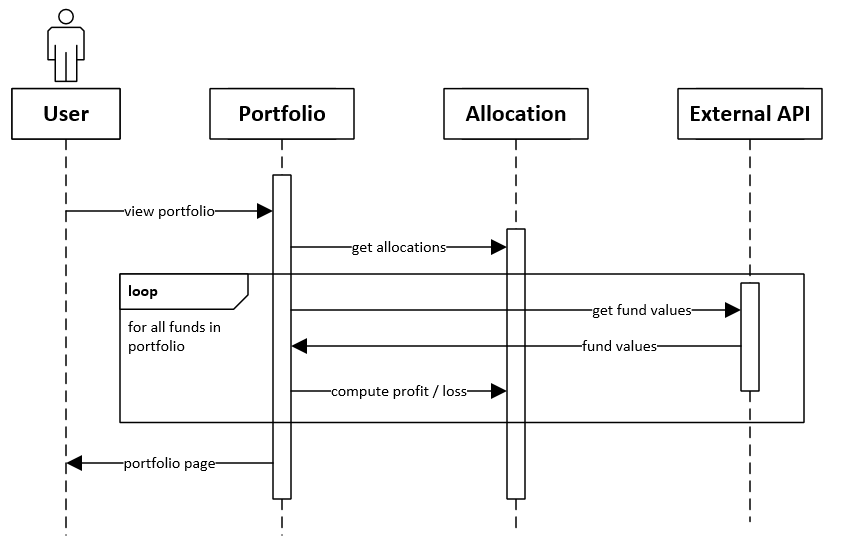 User
Portfolio
Allocation
External API
view portfolio
get allocations
loop
for all funds in
portfolio
get fund values
fund values
compute profit / loss
portfolio page